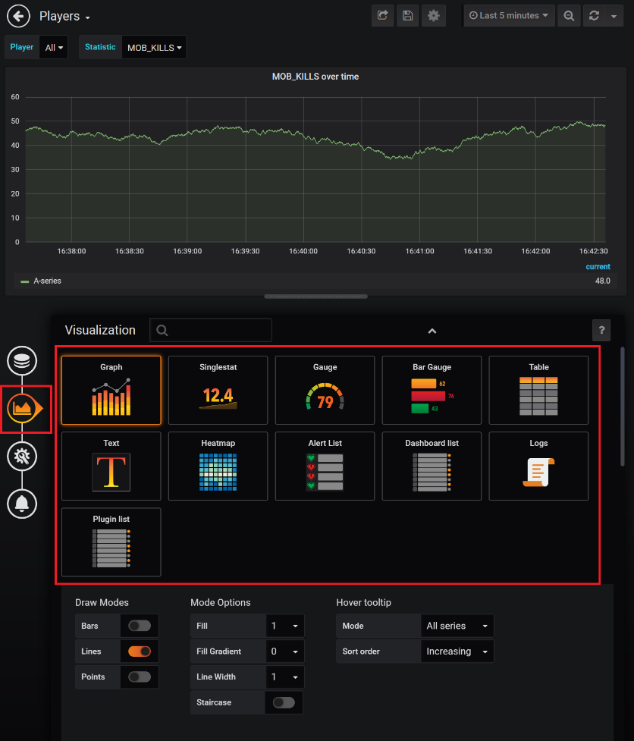 Players
Last 5 minutes
Player All Statistic MOB_KILLS
MOB_KILLS over time
60
50
40
30
20
10
0
16:38:00 16:38:30 16:39:00 16:39:30 16:40:00 16:40:30 16:41:00 16:41:30 16:42:00 16:42:30
current
A-series 48.0
Visualization ?
Graph Singlestat Gauge Bar Gauge Table
12.4 79 62 74 43
Text Heatmap Alert List Dashboard list Logs
T
Plugin list
Draw Modes Mode Options Hover tooltip
Bars Fill 1 Mode All series
Lines Fill Gradient 0 Sort order Increasing
Points Line Width 1
Staircase